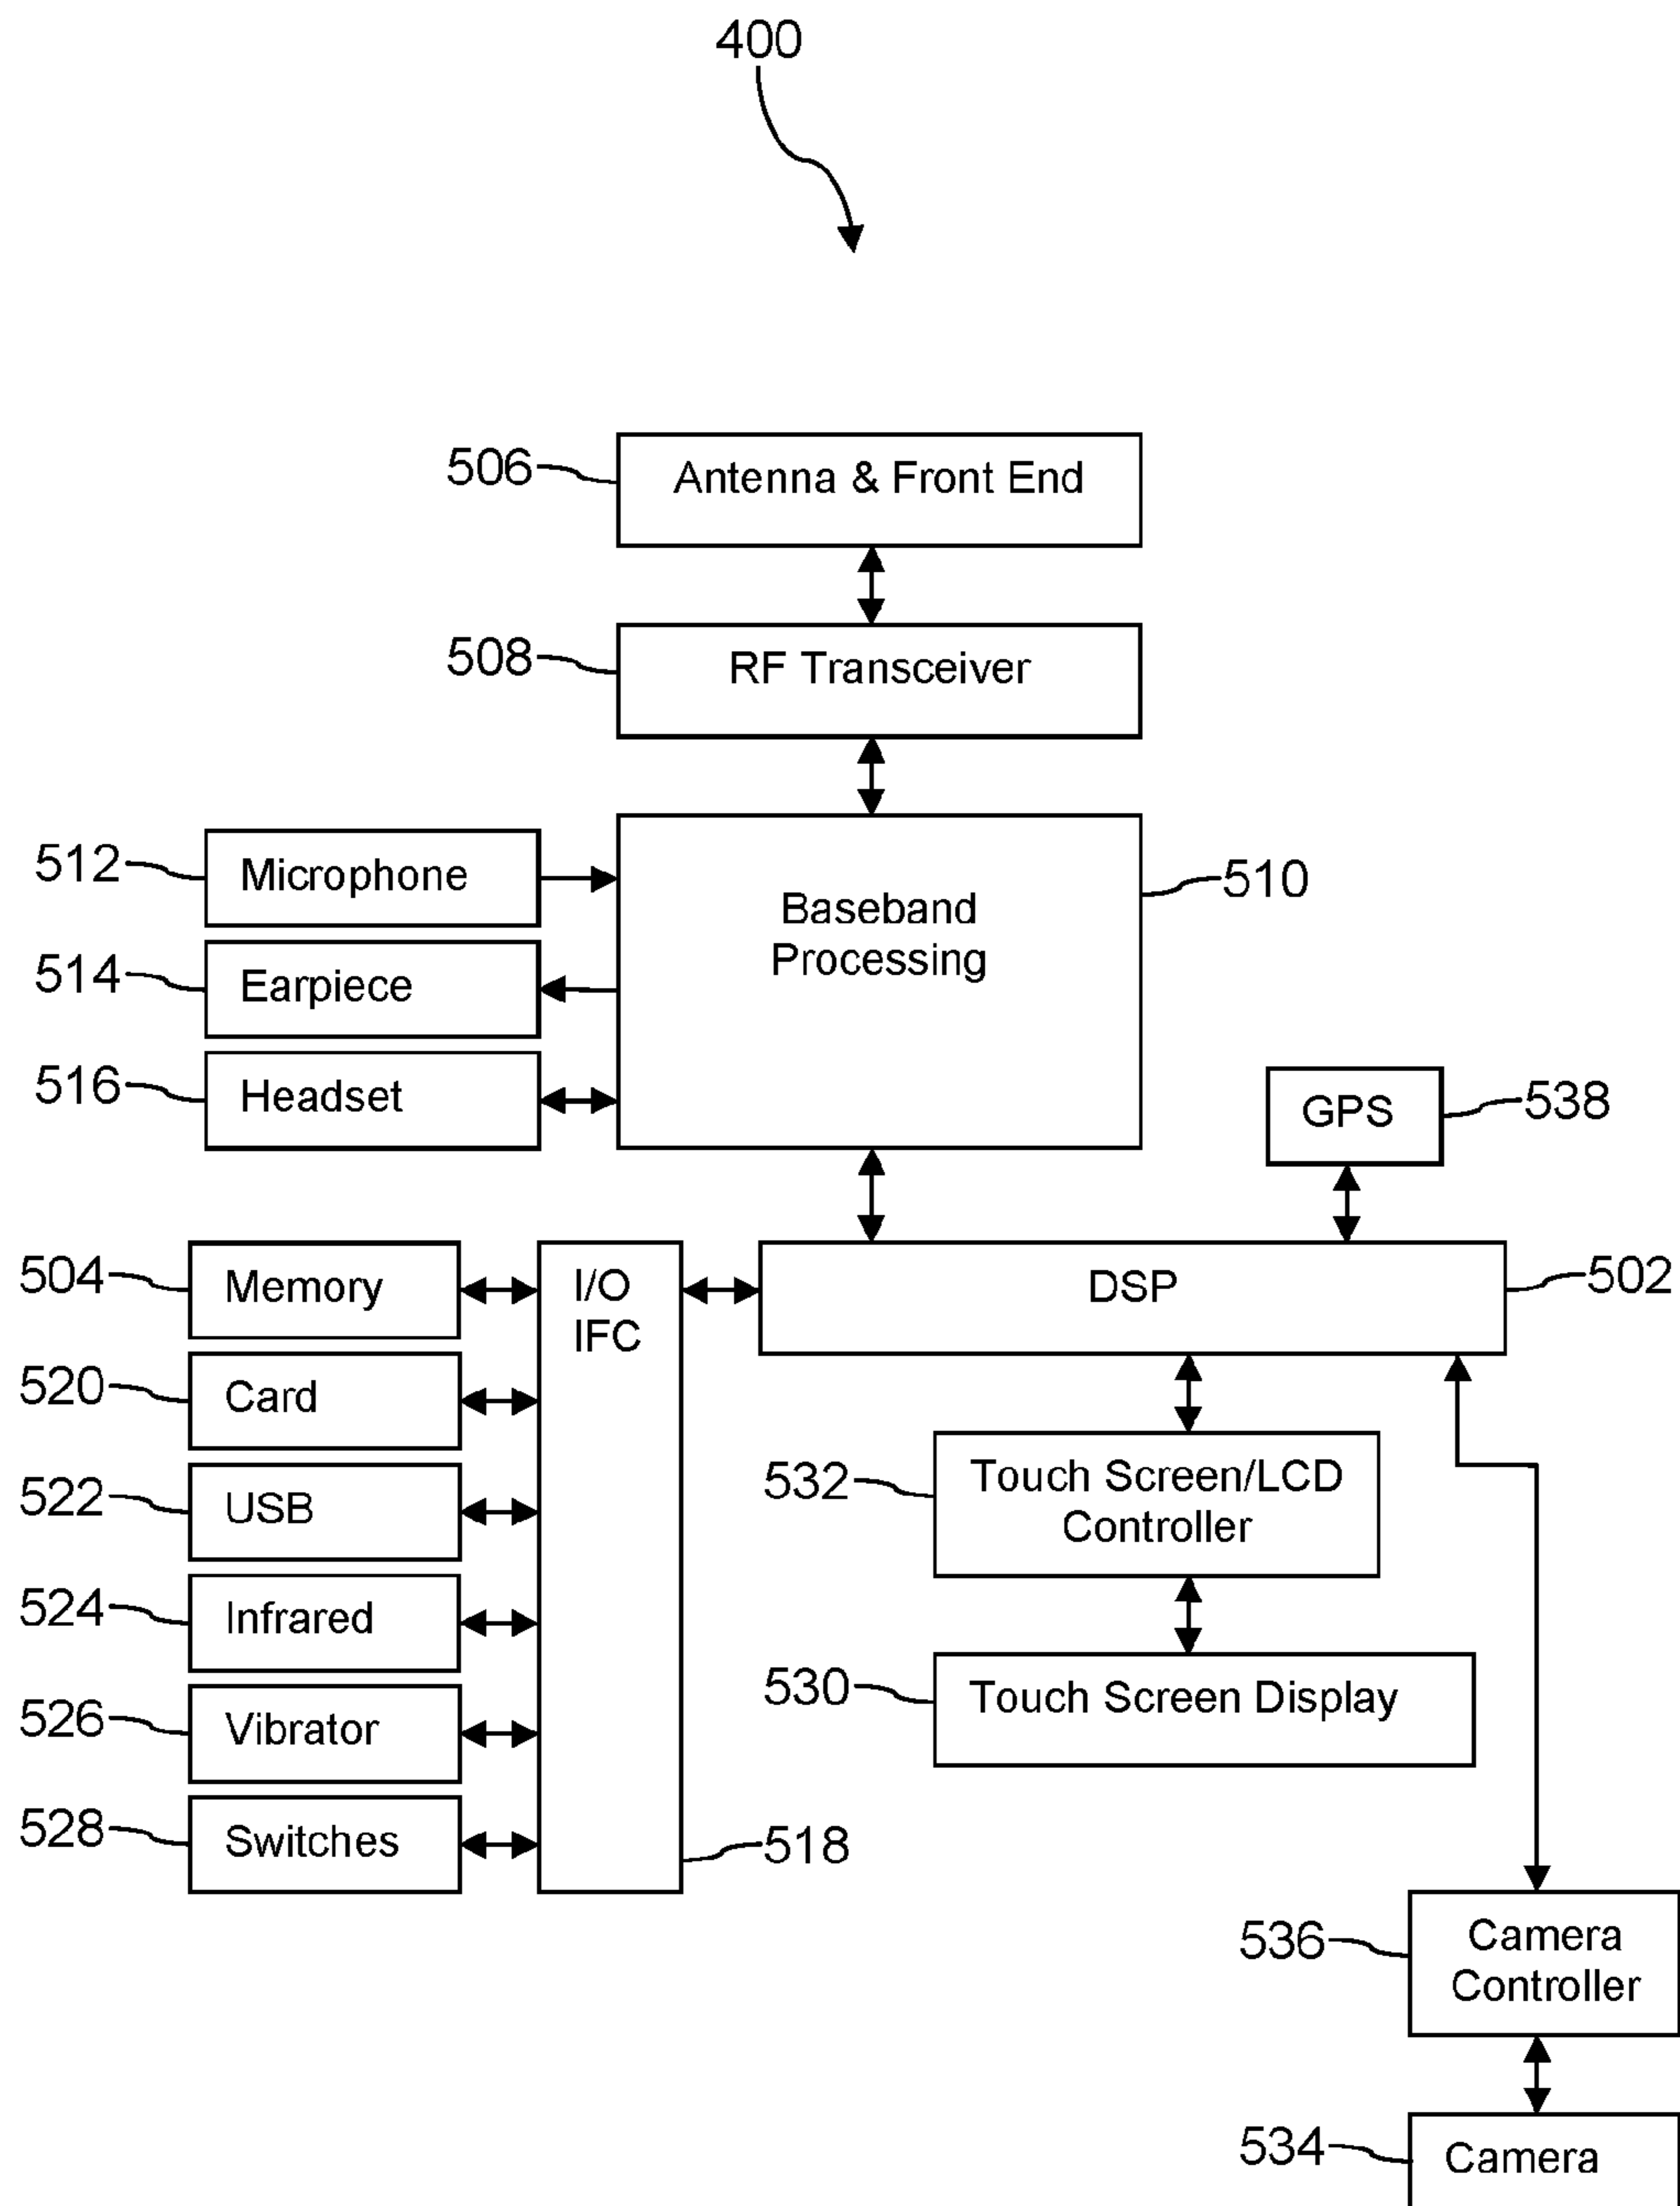 400
506
Antenna & Front End
508
RF Transceiver
512
Microphone
Baseband
Processing
510
514
Earpiece
516
Headset
GPS
538
504
Memory
I/O
IFC
DSP
502
520
Card
522
USB
532
Touch Screen/LCD
Controller
524
Infrared
530
Touch Screen Display
526
Vibrator
528
Switches
518
536
Camera
Controller
534
Camera